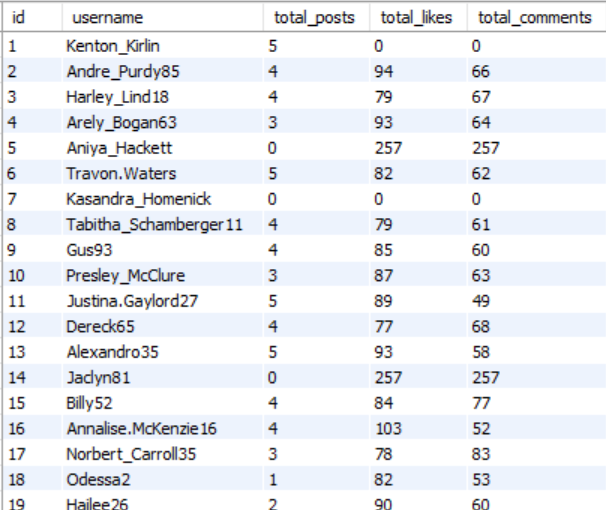 id username total_posts total_likes total_comments
1 Kenton_Kirlin 5 0 0
2 Andre_Purdy85 4 94 66
3 Harley_Lind18 4 79 67
4 Arely_Bogan63 3 93 64
5 Aniya_Hackett 0 257 257
6 Travon.Waters 5 82 62
7 Kasandra_Homenick 0 0 0
8 Tabitha_Schamberger11 4 79 61
9 Gus93 4 85 60
10 Presley_McClure 3 87 63
11 Justina.Gaylord27 5 89 49
12 Dereck65 4 77 68
13 Alexandro35 5 93 58
14 Jaclyn81 0 257 257
15 Billy52 4 84 77
16 Annalise.McKenzie16 4 103 52
17 Norbert_Carroll35 3 78 83
18 Odessa2 1 82 53
19 Hailee26 2 90 60